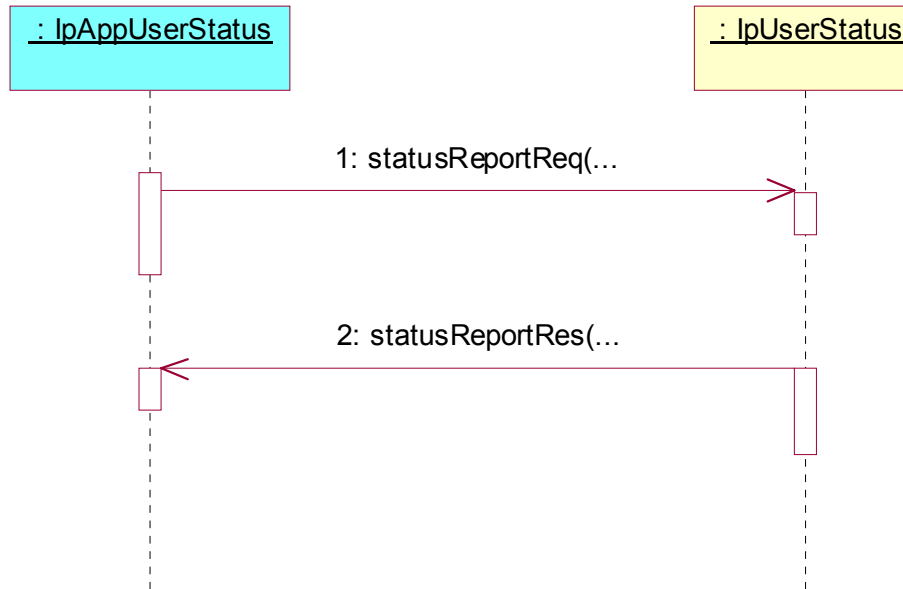 : IpAppUserStatus
: IpUserStatus
1: statusReportReq(...
2: statusReportRes(...